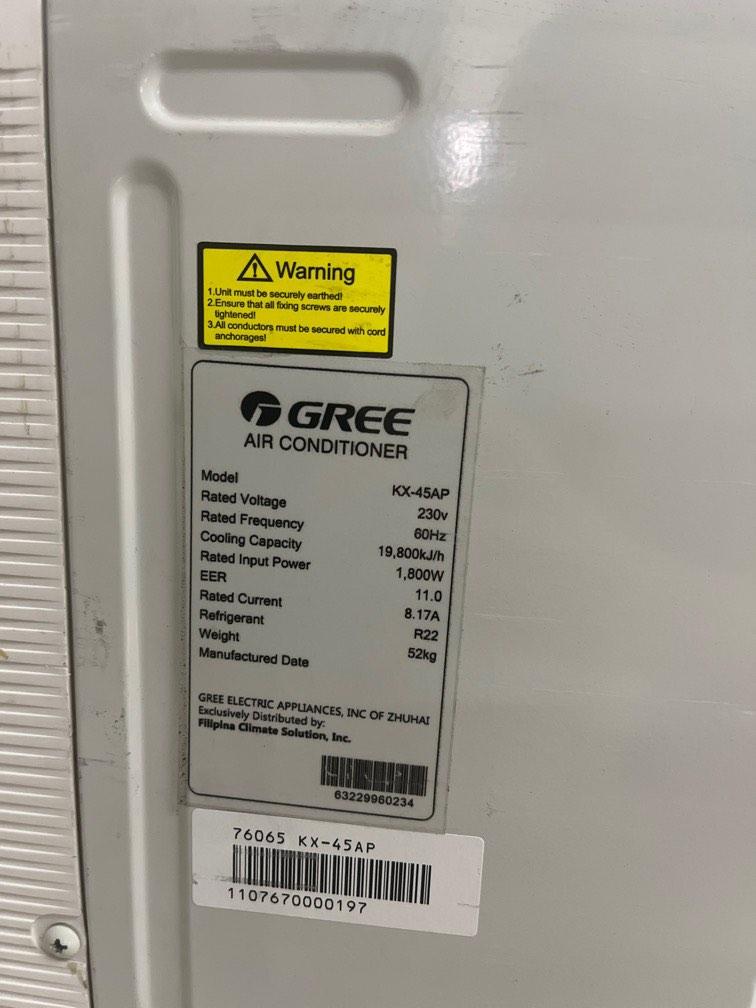 Warning
1.Unit must be securely earthed!
2.Ensure that all fixing screws are securely
tightened!
3.All conductors must be secured with cord
anchorages!
GREE
AIR CONDITIONER
Model KX-45AP
Rated Voltage 230v
Rated Frequency 60Hz
Cooling Capacity 19,800kJ/h
Rated Input Power 1,800W
EER 11.0
Rated Current 8.17A
Refrigerant R22
Weight 52kg
Manufactured Date
GREE ELECTRIC APPLIANCES, INC OF ZHUHAI
Exclusively Distributed by:
Filipina Climate Solution, Inc.
63229960234
76065 KX-45AP
1107670000197